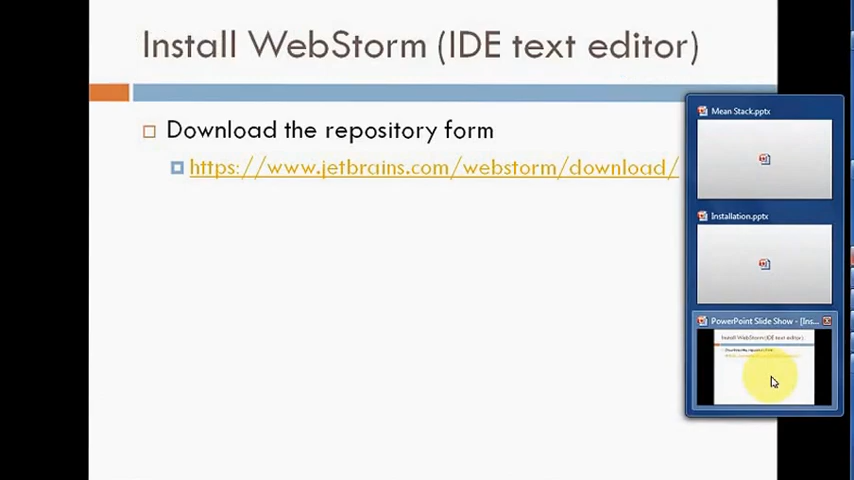 Install WebStorm (IDE text editor)
Download the repository form
https://www.jetbrains.com/webstorm/download/
Mean Stack.pptx
Installation.pptx
PowerPoint Slide Show - [Ins...
Install WebStorm (IDE text editor)